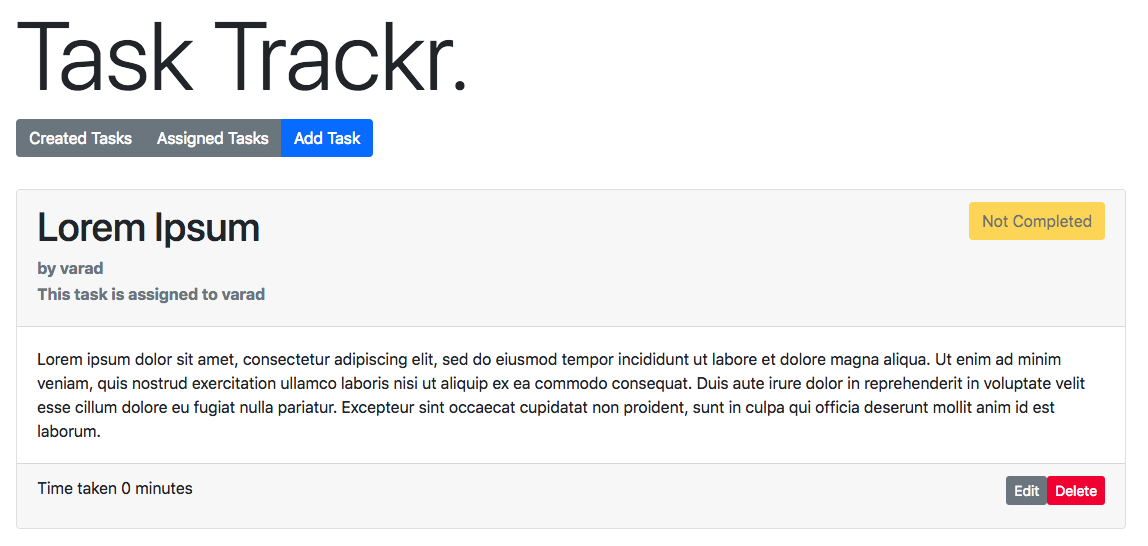 Task Trackr.
Created Tasks Assigned Tasks Add Task
Lorem Ipsum
Not Completed
by varad
This task is assigned to varad
Lorem ipsum dolor sit amet, consectetur adipiscing elit, sed do eiusmod tempor incididunt ut labore et dolore magna aliqua. Ut enim ad minim
veniam, quis nostrud exercitation ullamco laboris nisi ut aliquip ex ea commodo consequat. Duis aute irure dolor in reprehenderit in voluptate velit
esse cillum dolore eu fugiat nulla pariatur. Excepteur sint occaecat cupidatat non proident, sunt in culpa qui officia deserunt mollit anim id est
laborum.
Time taken 0 minutes
Edit Delete